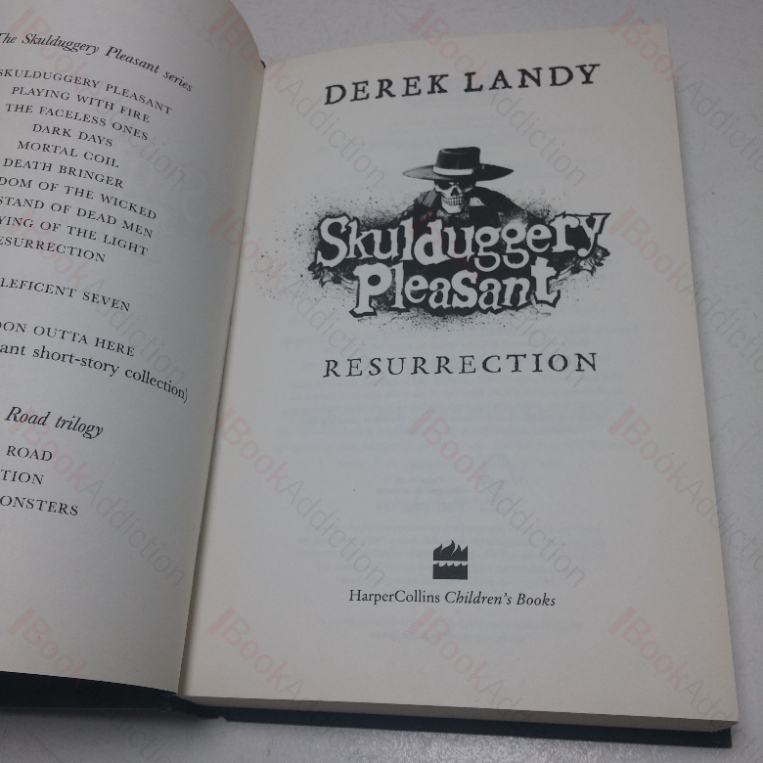 The Skulduggery Pleasant series
SKULDUGGERY PLEASANT
PLAYING WITH FIRE
THE FACELESS ONES
DARK DAYS
MORTAL COIL
DEATH BRINGER
DOM OF THE WICKED
STAND OF DEAD MEN
YING OF THE LIGHT
ESURRECTION
LEFICENT SEVEN
DON OUTTA HERE
ant short-story collection)
Road trilogy
ROAD
TION
ONSTERS
DEREK LANDY
Skulduggery
Pleasant
RESURRECTION
HarperCollins Children's Books
BookAddiction